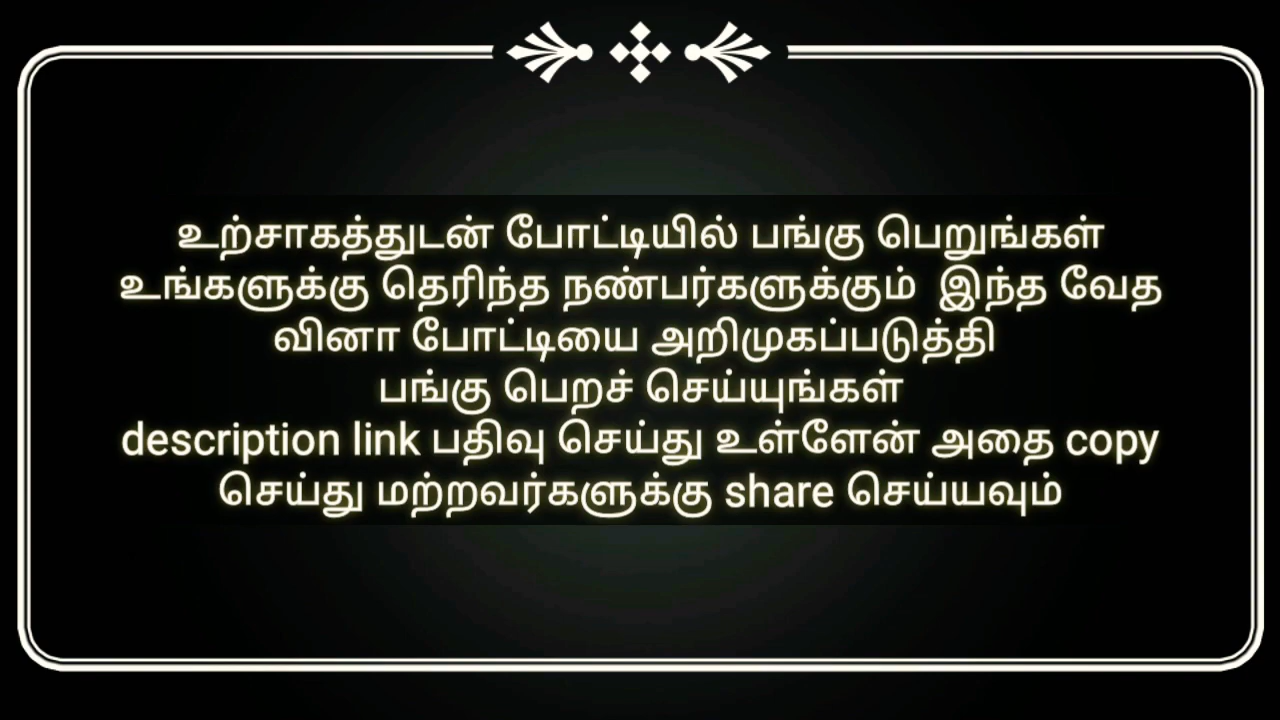 உற்சாகத்துடன் போட்டியில் பங்கு பெறுங்கள்
உங்களுக்கு தெரிந்த நண்பர்களுக்கும் இந்த வேத
வினா போட்டியை அறிமுகப்படுத்தி
பங்கு பெறச் செய்யுங்கள்
description link பதிவு செய்து உள்ளேன் அதை copy
செய்து மற்றவர்களுக்கு share செய்யவும்